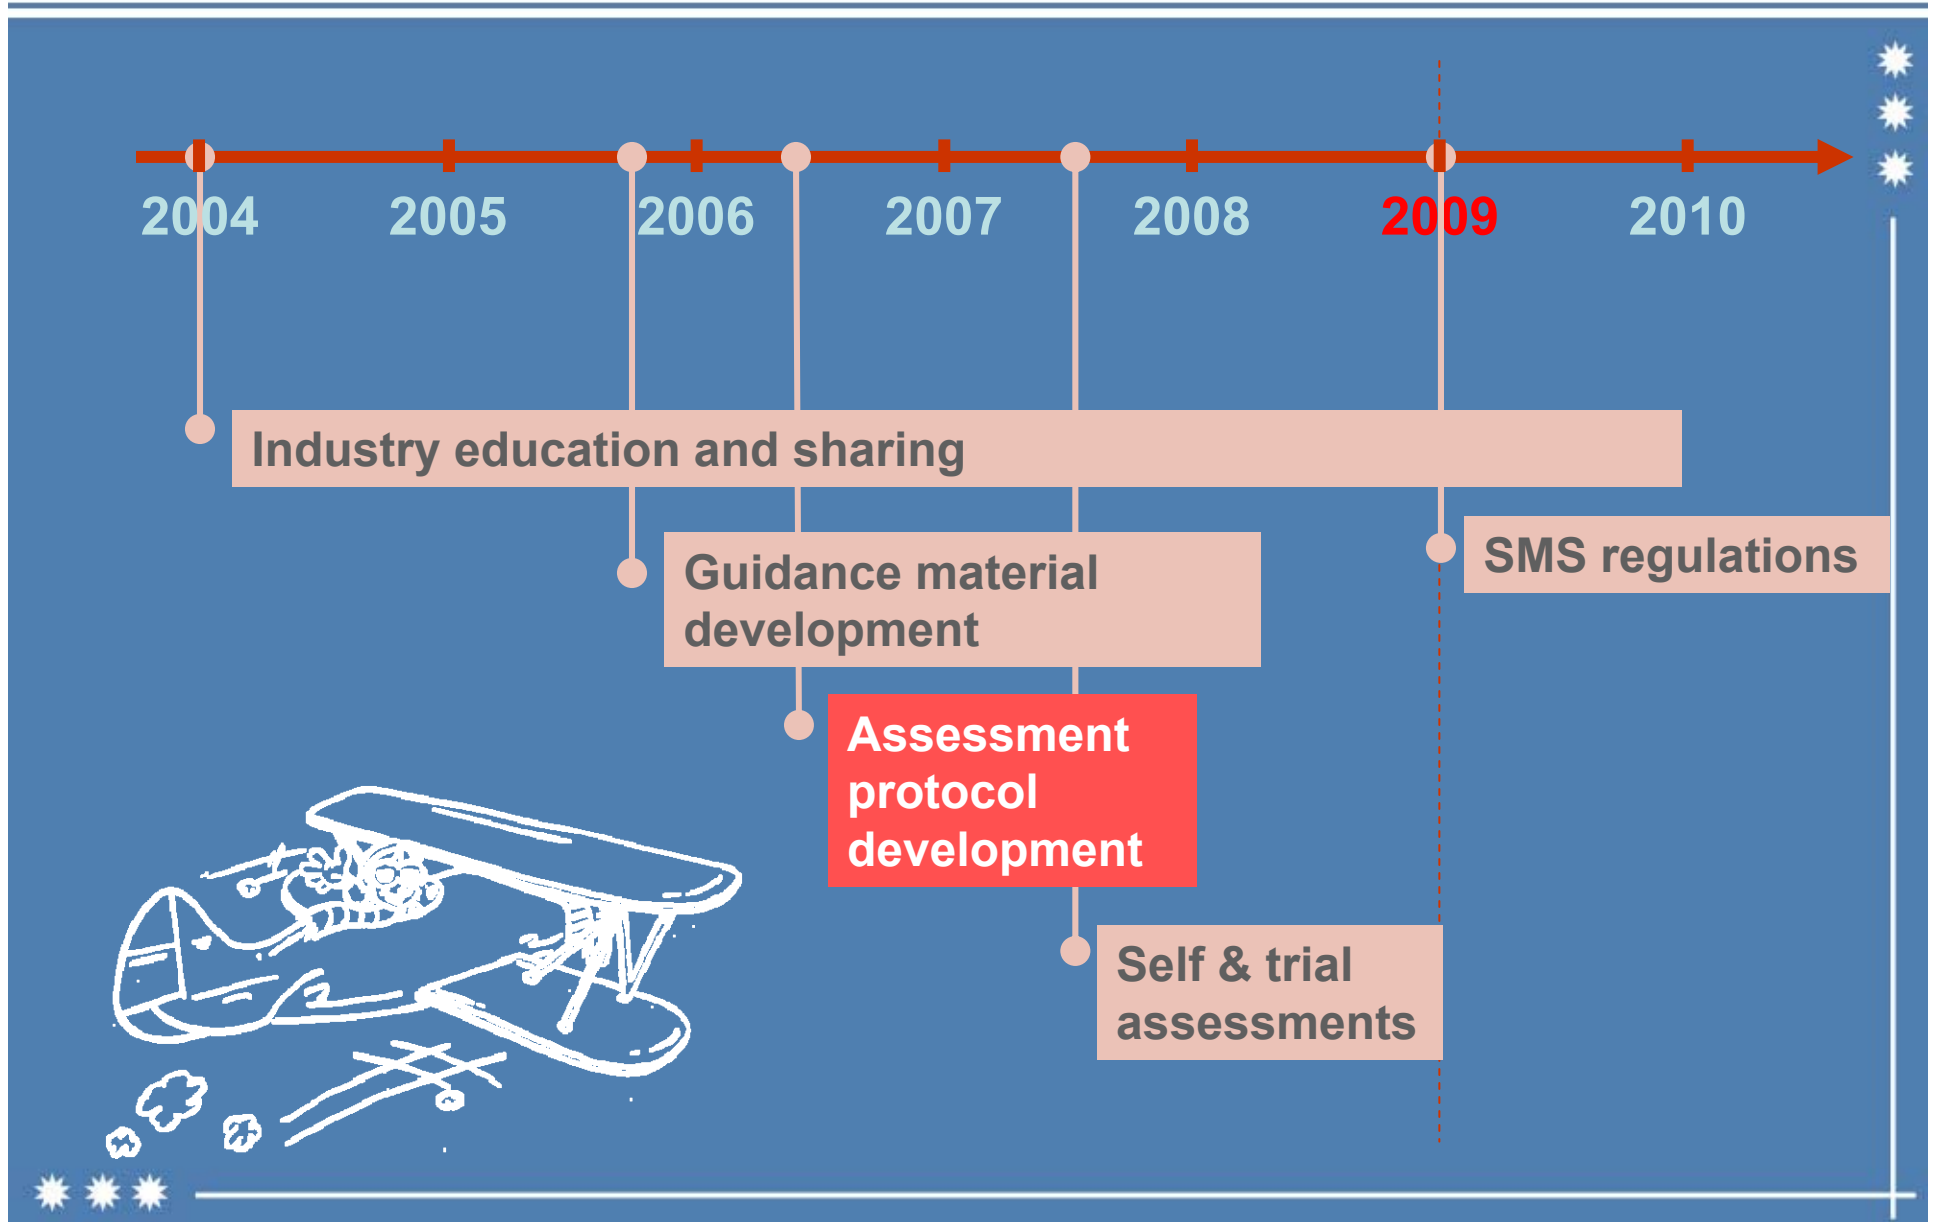 2004 2005 2006 2007 2008 2009 2010
Industry education and sharing
SMS regulations
Guidance material
development
Assessment
protocol
development
Self & trial
assessments